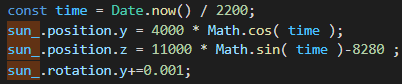 const time = Date.now() / 2200;
sun_.position.y = 4000 * Math.cos( time );
sun_.position.z = 11000 * Math.sin( time )-8280 ;
sun_.rotation.y+=0.001;